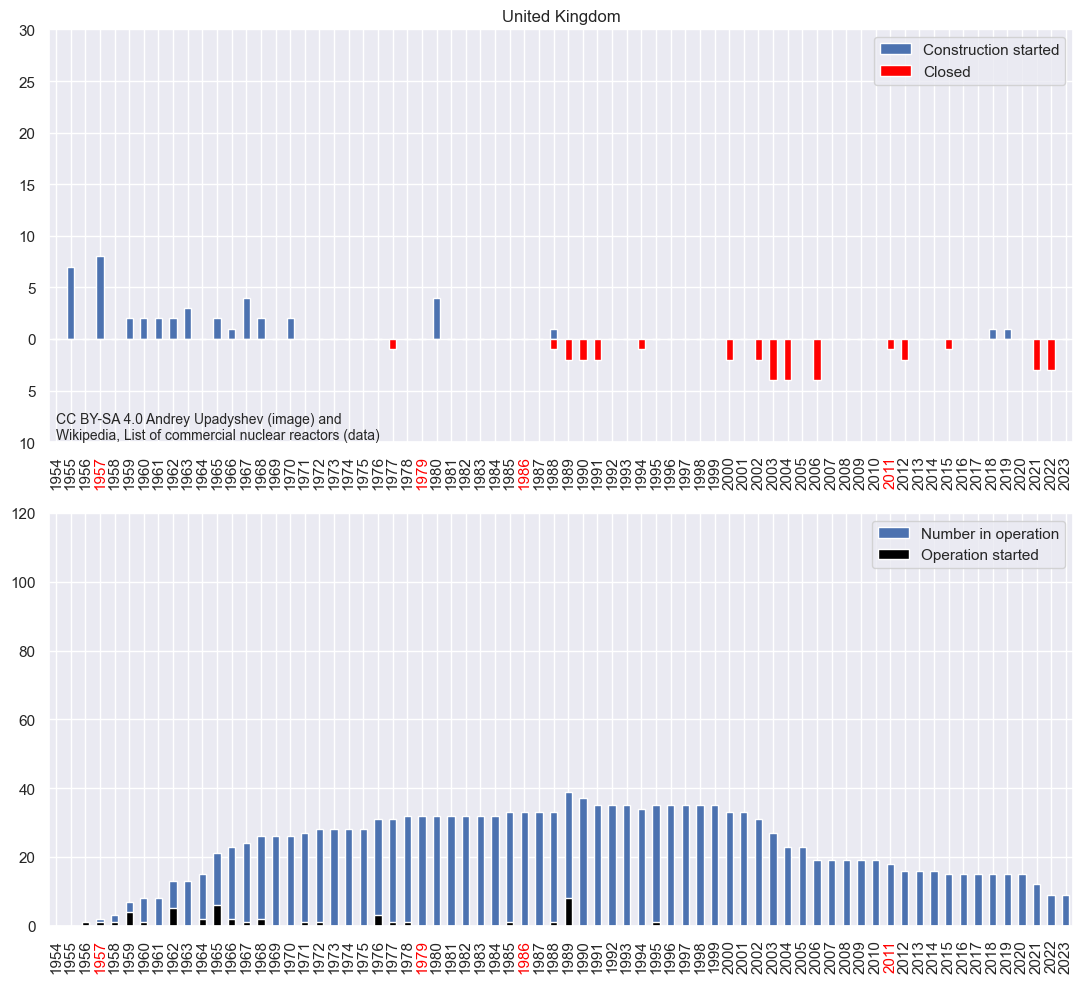 United Kingdom
30
25
20
15
10
5
0
5
10
Construction started
Closed
CC BY-SA 4.0 Andrey Upadyshev (image) and
Wikipedia, List of commercial nuclear reactors (data)
1954 1955 1956 1957 1958 1959 1960 1961 1962 1963 1964 1965 1966 1967 1968 1969 1970 1971 1972 1973 1974 1975 1976 1977 1978 1979 1980 1981 1982 1983 1984 1985 1986 1987 1988 1989 1990 1991 1992 1993 1994 1995 1996 1997 1998 1999 2000 2001 2002 2003 2004 2005 2006 2007 2008 2009 2010 2011 2012 2013 2014 2015 2016 2017 2018 2019 2020 2021 2022 2023
120
100
80
60
40
20
0
Number in operation
Operation started
1954 1955 1956 1957 1958 1959 1960 1961 1962 1963 1964 1965 1966 1967 1968 1969 1970 1971 1972 1973 1974 1975 1976 1977 1978 1979 1980 1981 1982 1983 1984 1985 1986 1987 1988 1989 1990 1991 1992 1993 1994 1995 1996 1997 1998 1999 2000 2001 2002 2003 2004 2005 2006 2007 2008 2009 2010 2011 2012 2013 2014 2015 2016 2017 2018 2019 2020 2021 2022 2023